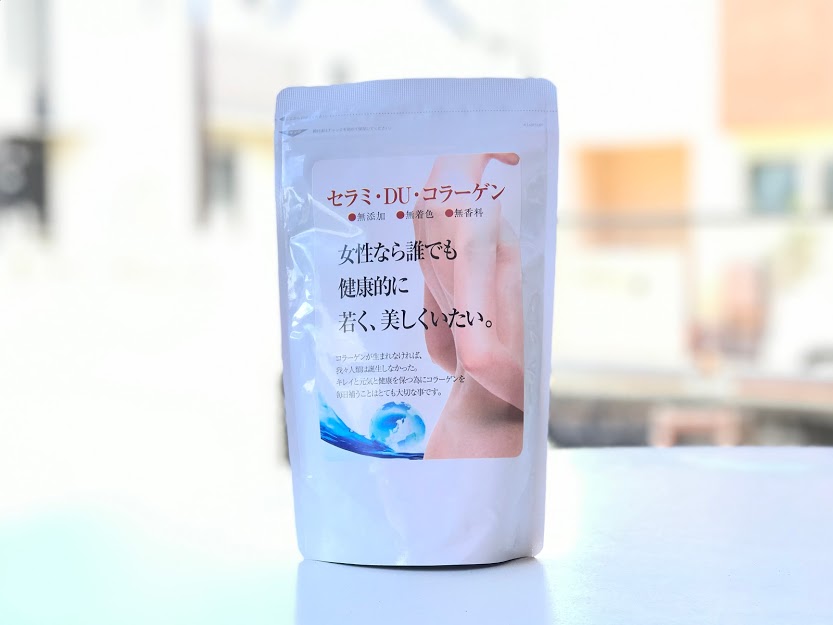 セラミ・DU・コラーゲン
●無添加 ●無着色 ●無香料
女性なら誰でも
健康的に
若く、美しくいたい。
コラーゲンが生まれなければ、
我々人類は誕生しなかった。
キレイと元気と健康を保つ為にコラーゲンを
毎日補うことはとても大切な事です。